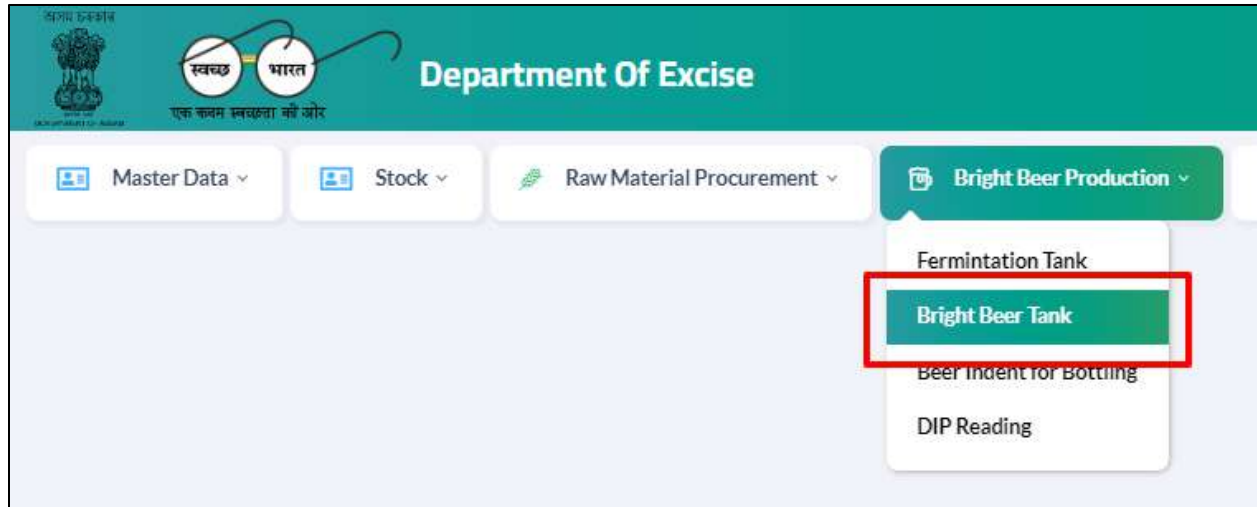 स्वच्छ भारत
एक कदम स्वच्छता की ओर
Department Of Excise
Master Data
Stock
Raw Material Procurement
Bright Beer Production
Fermintation Tank
Bright Beer Tank
Beer Indent for Bottling
DIP Reading